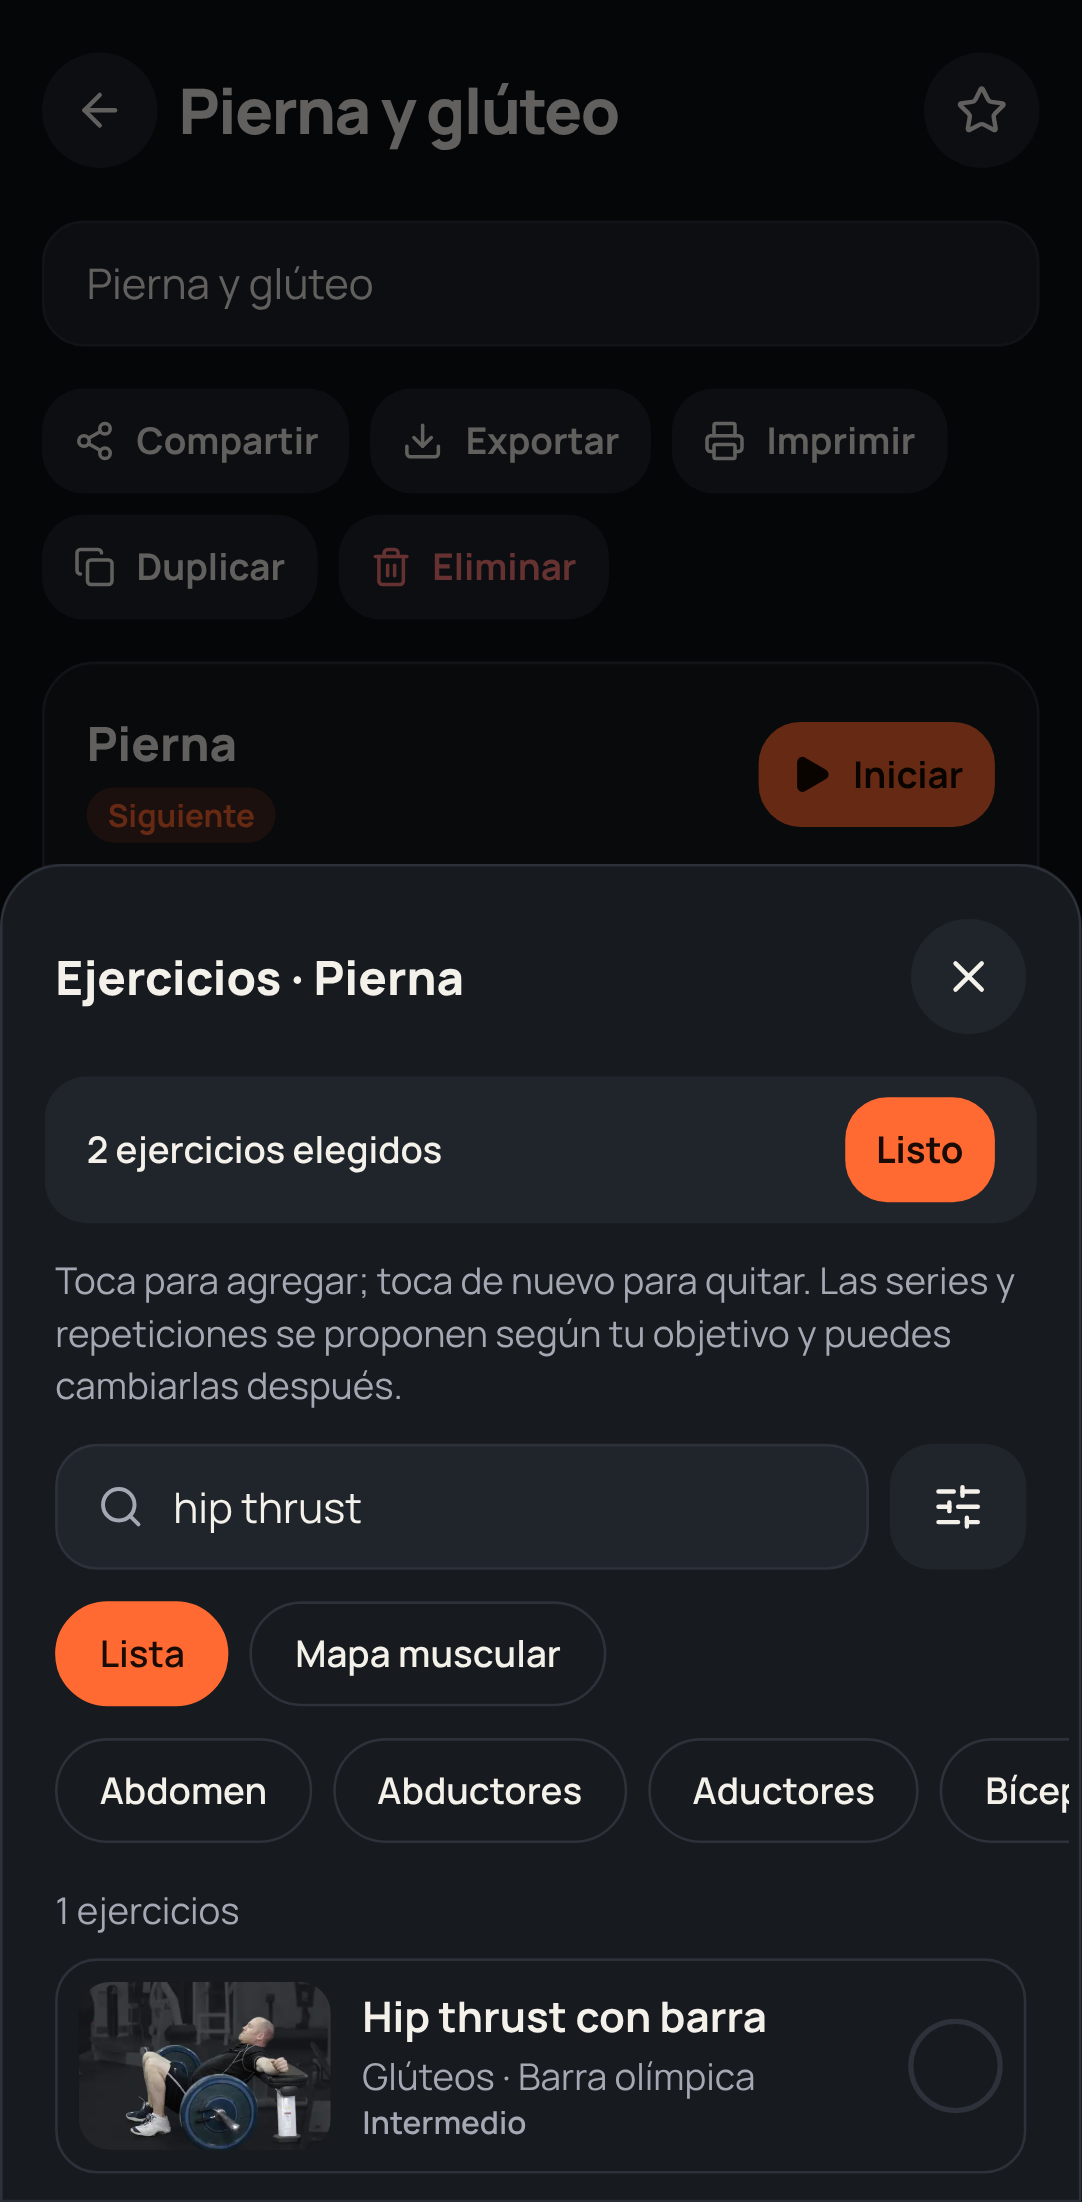 Pierna y glúteo
Pierna y glúteo
Compartir
Exportar
Imprimir
Duplicar
Eliminar
Pierna
Siguiente
Iniciar
Ejercicios · Pierna
2 ejercicios elegidos
Listo
Toca para agregar; toca de nuevo para quitar. Las series y
repeticiones se proponen según tu objetivo y puedes
cambiarlas después.
hip thrust
Lista
Mapa muscular
Abdomen
Abductores
Aductores
Bícep
1 ejercicios
Hip thrust con barra
Glúteos · Barra olímpica
Intermedio